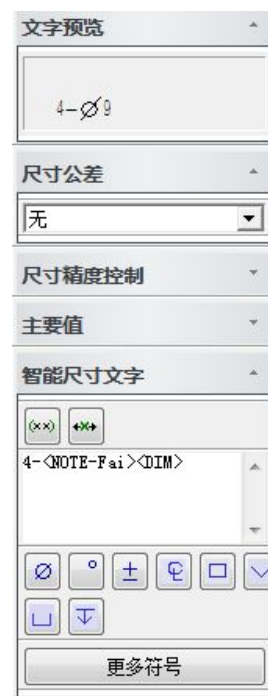 文字预览
4-∅9
尺寸公差
无
尺寸精度控制
主要值
智能尺寸文字
(××)
4-<NOTE-Fai><DIM>
更多符号